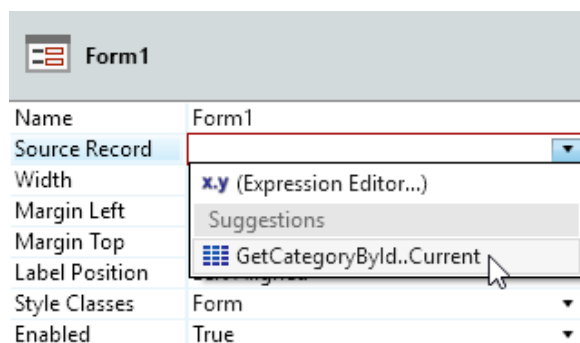 Form1
Name Form1
Source Record
Width x.y (Expression Editor...)
Margin Left Suggestions
Margin Top GetCategoryById..Current
Label Position
Style Classes Form
Enabled True